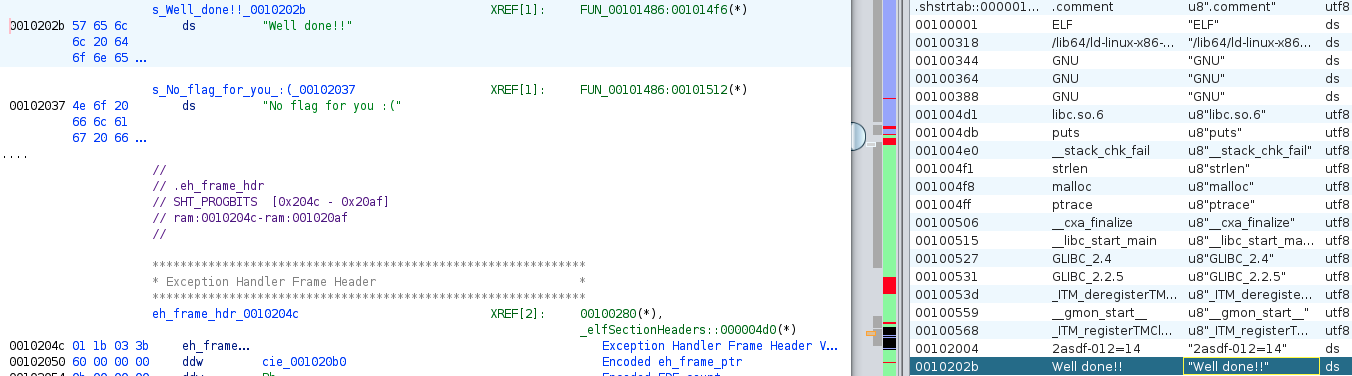 s_Well_done!!_0010202b XREF[1]: FUN_00101486:001014f6(*)
0010202b 57 65 6c ds "Well done!!"
6c 20 64
6f 6e 65 ...
s_No_flag_for_you_:(_00102037 XREF[1]: FUN_00101486:00101512(*)
00102037 4e 6f 20 ds "No flag for you :("
66 6c 61
67 20 66 ...
....
//
// .eh_frame_hdr
// SHT_PROGBITS [0x204c - 0x20af]
// ram:0010204c-ram:001020af
//
*************************************************************
* Exception Handler Frame Header *
*************************************************************
eh_frame_hdr_0010204c XREF[2]: 00100280(*),
_elfSectionHeaders::000004d0(*)
0010204c 01 1b 03 3b eh_frame... Exception Handler Frame Header V...
00102050 60 00 00 00 ddw cie_001020b0 Encoded eh_frame_ptr
.shstrtab::000001... .comment u8".comment" utf8
00100001 ELF "ELF" ds
00100318 /lib64/ld-linux-x86-... "/lib64/ld-linux-x86... ds
00100344 GNU "GNU" ds
00100364 GNU "GNU" ds
00100388 GNU "GNU" ds
001004d1 libc.so.6 u8"libc.so.6" utf8
001004db puts u8"puts" utf8
001004e0 __stack_chk_fail u8"__stack_chk_fail" utf8
001004f1 strlen u8"strlen" utf8
001004f8 malloc u8"malloc" utf8
001004ff ptrace u8"ptrace" utf8
00100506 __cxa_finalize u8"__cxa_finalize" utf8
00100515 __libc_start_main u8"__libc_start_ma... utf8
00100527 GLIBC_2.4 u8"GLIBC_2.4" utf8
00100531 GLIBC_2.2.5 u8"GLIBC_2.2.5" utf8
0010053d _ITM_deregisterTM... u8"_ITM_deregiste... utf8
00100559 __gmon_start__ u8"__gmon_start__" utf8
00100568 _ITM_registerTMCl... u8"_ITM_registerT... utf8
00102004 2asdf-012=14 "2asdf-012=14" ds
0010202b Well done!! "Well done!!" ds